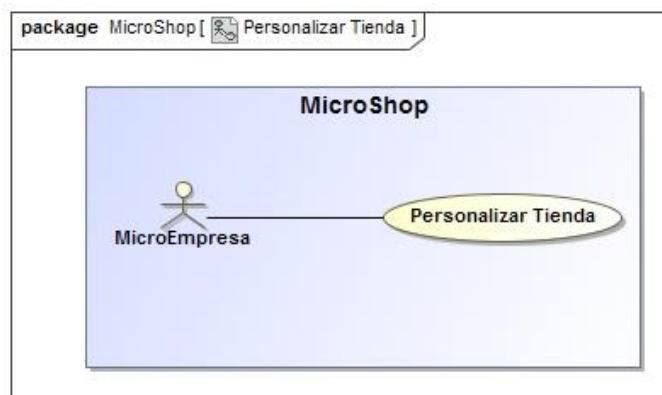 package MicroShop [ Personalizar Tienda ]
MicroShop
Personalizar Tienda
MicroEmpresa